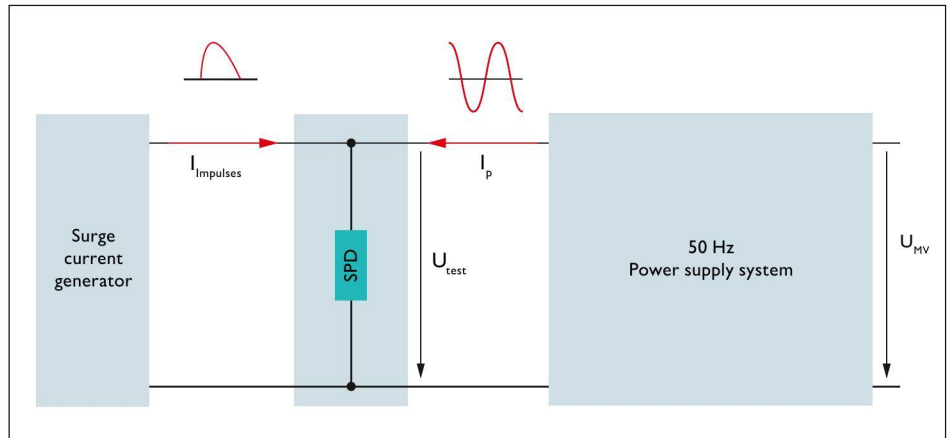 Surge
current
generator
I Impulses
SPD
U test
I p
50 Hz
Power supply system
U MV